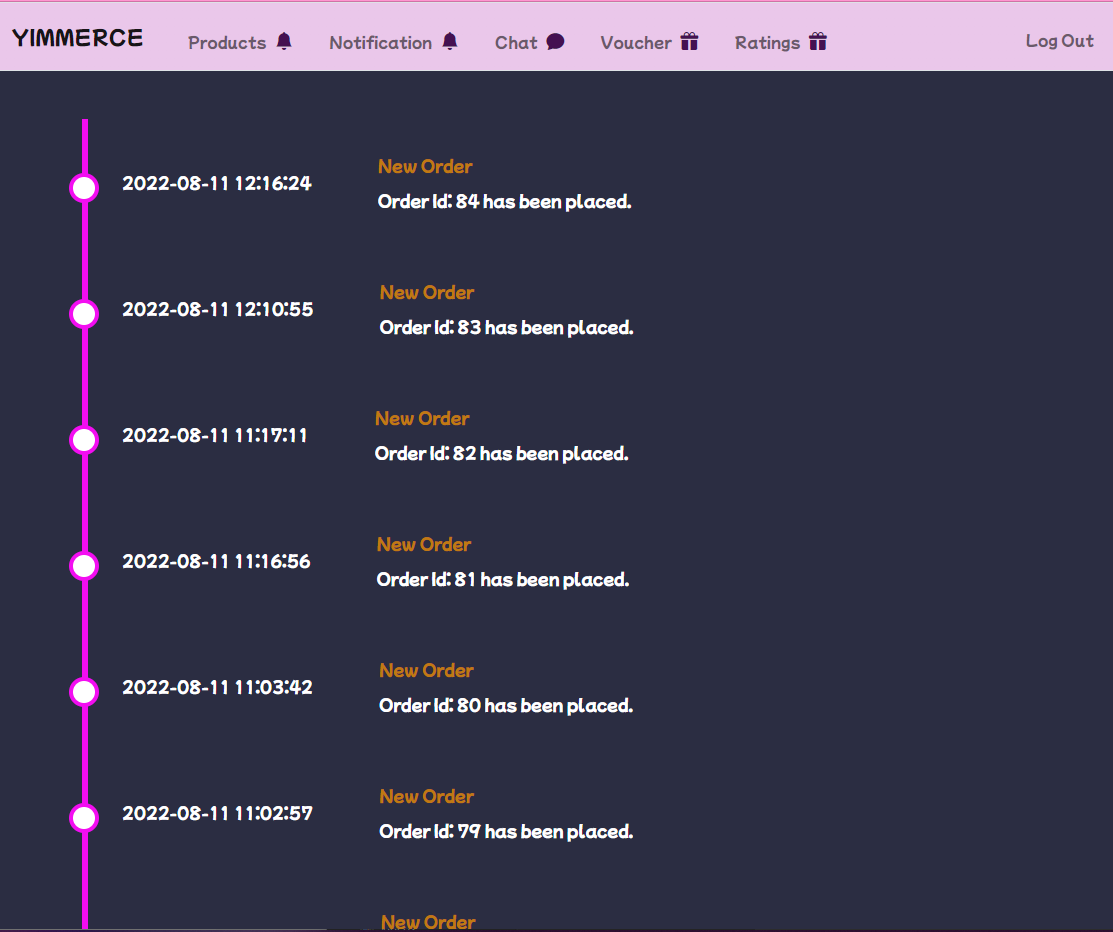 YIMMERCE Products Notification Chat Voucher Ratings Log Out
New Order
2022-08-11 12:16:24
Order Id: 84 has been placed.
New Order
2022-08-11 12:10:55
Order Id: 83 has been placed.
New Order
2022-08-11 11:17:11
Order Id: 82 has been placed.
New Order
2022-08-11 11:16:56
Order Id: 81 has been placed.
New Order
2022-08-11 11:03:42
Order Id: 80 has been placed.
New Order
2022-08-11 11:02:57
Order Id: 79 has been placed.
New Order